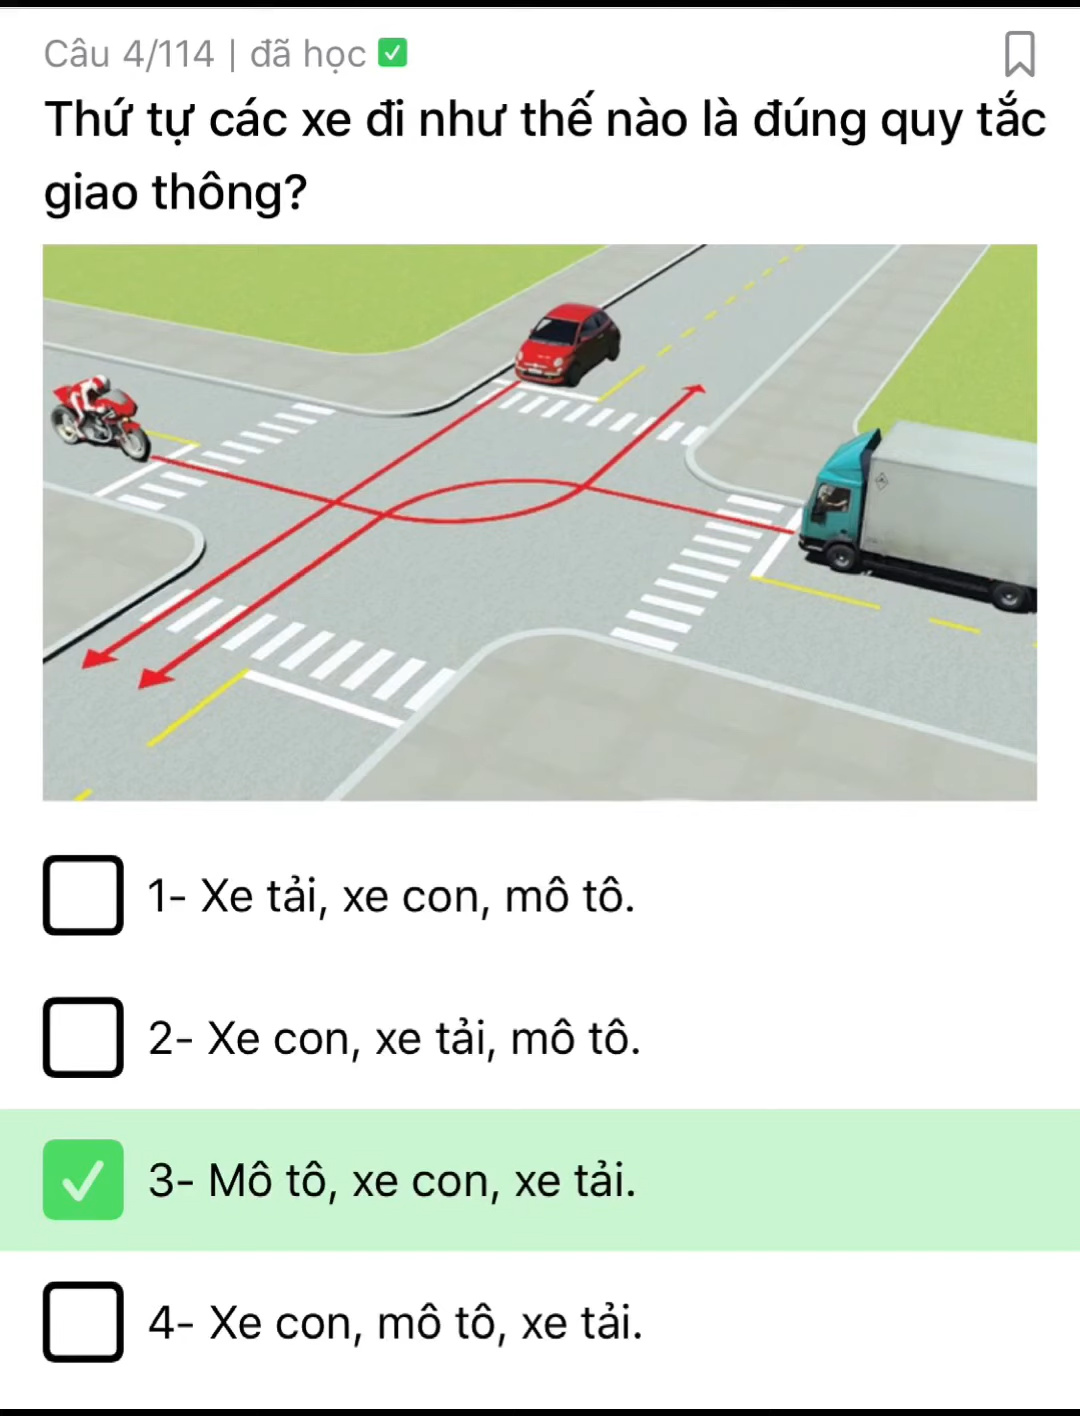 Câu 4/114 | đã học ✅
Thứ tự các xe đi như thế nào là đúng quy tắc
giao thông?
1- Xe tải, xe con, mô tô.
2- Xe con, xe tải, mô tô.
3- Mô tô, xe con, xe tải.
4- Xe con, mô tô, xe tải.